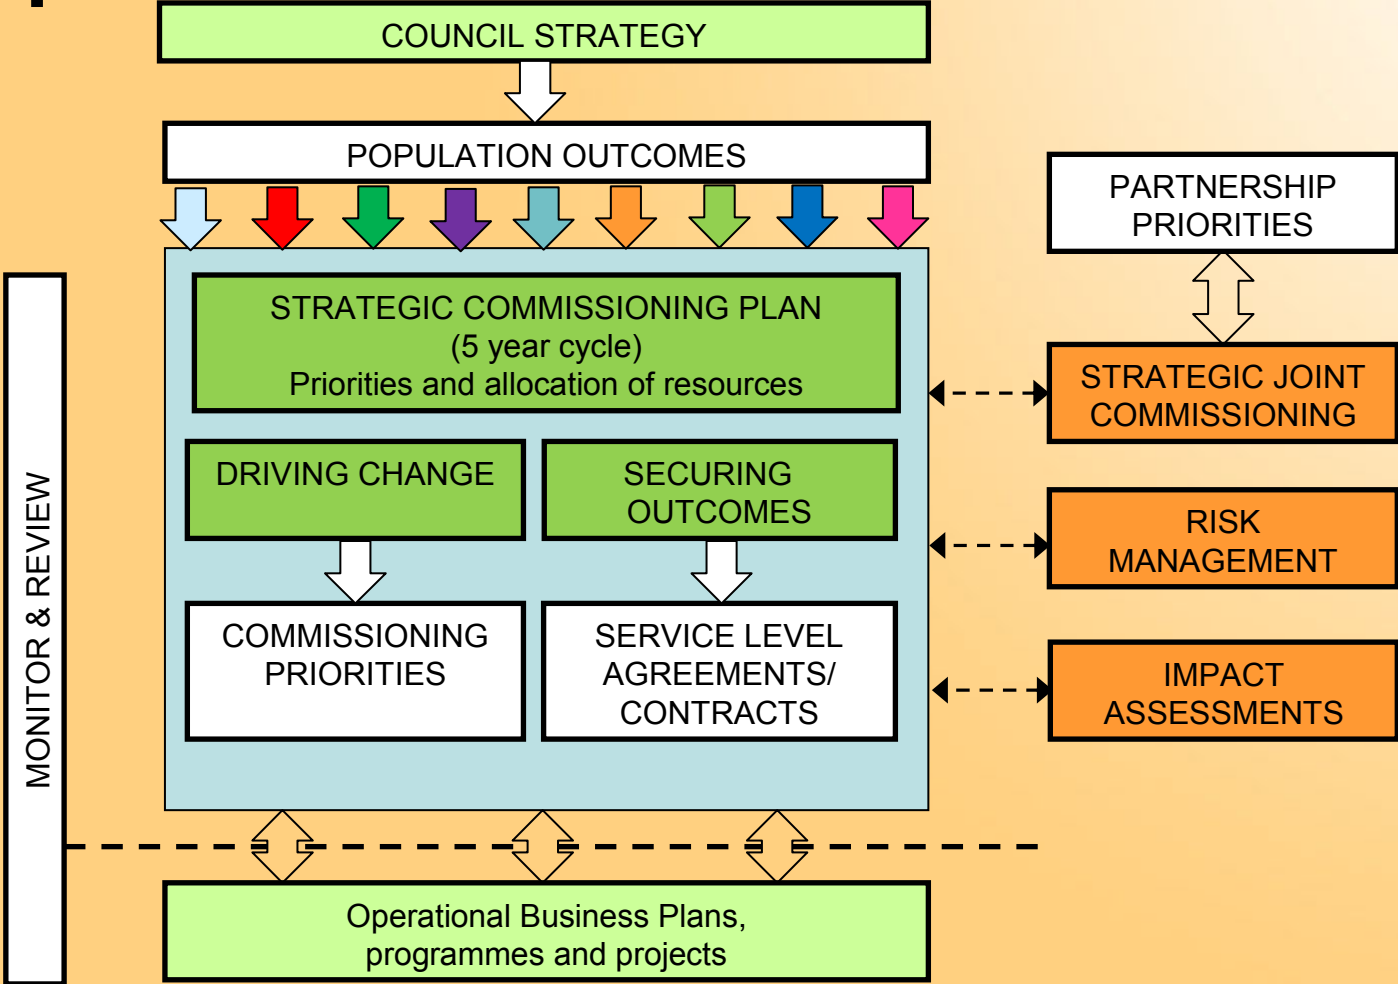 COUNCIL STRATEGY
POPULATION OUTCOMES
PARTNERSHIP
PRIORITIES
STRATEGIC COMMISSIONING PLAN
(5 year cycle)
Priorities and allocation of resources
STRATEGIC JOINT
COMMISSIONING
DRIVING CHANGE
SECURING
OUTCOMES
RISK
MANAGEMENT
COMMISSIONING
PRIORITIES
SERVICE LEVEL
AGREEMENTS/
CONTRACTS
IMPACT
ASSESSMENTS
MONITOR & REVIEW
Operational Business Plans,
programmes and projects